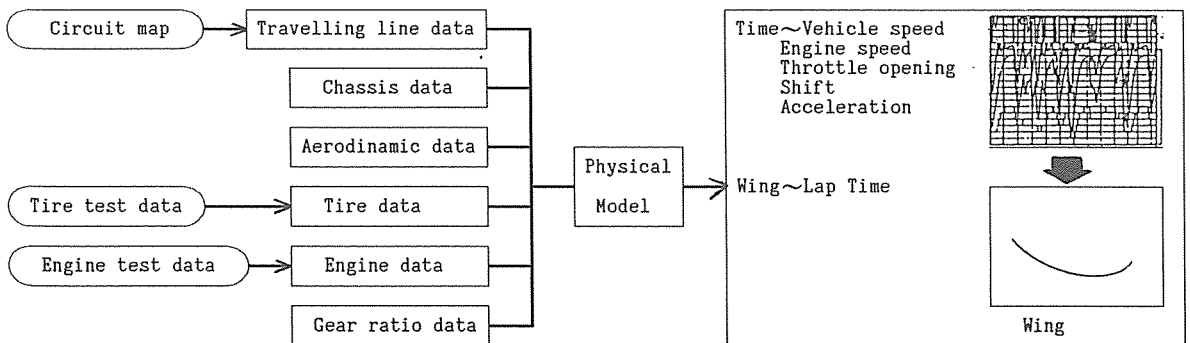 Circuit map
Travelling line data
Chassis data
Aerodinamic data
Tire test data
Tire data
Engine test data
Engine data
Gear ratio data
Physical
Model
Time～Vehicle speed
Engine speed
Throttle opening
Shift
Acceleration
Wing～Lap Time
Wing